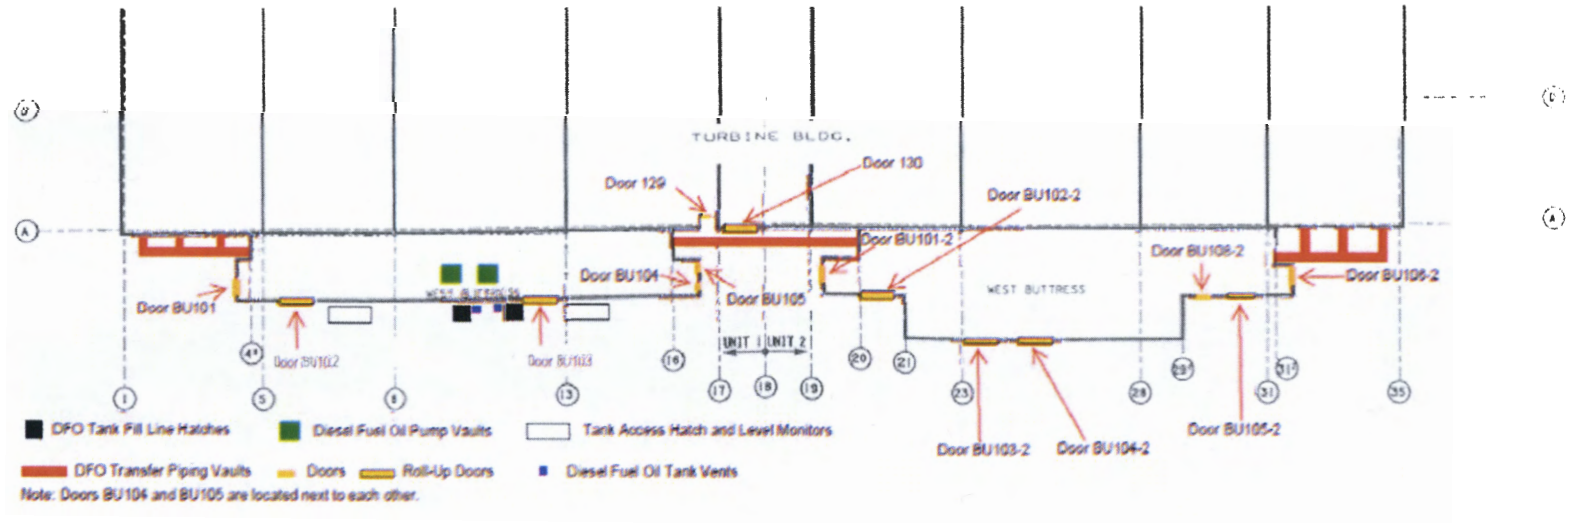 TURBINE BLDG.
Door 130
Door 129
Door BU102-2
A
A
Door BU101-2
Door BU108-2
Door BU104
Door BU106-2
WEST BUTTRESS
WEST BUTTRESS
Door BU105
Door BU101
UNIT 1 UNIT 2
Door BU102
Door BU103
16
20
21
31
1
5
13
17
18
19
23
28
31
35
DFO Tank Fill Line Hatches
Diesel Fuel Oil Pump Vaults
Tank Access Hatch and Level Monitors
Door BU105-2
Door BU103-2
Door BU104-2
DFO Transfer Piping Vaults
Doors
Roll-Up Doors
Diesel Fuel Oil Tank Vents
Note: Doors BU104 and BU105 are located next to each other.